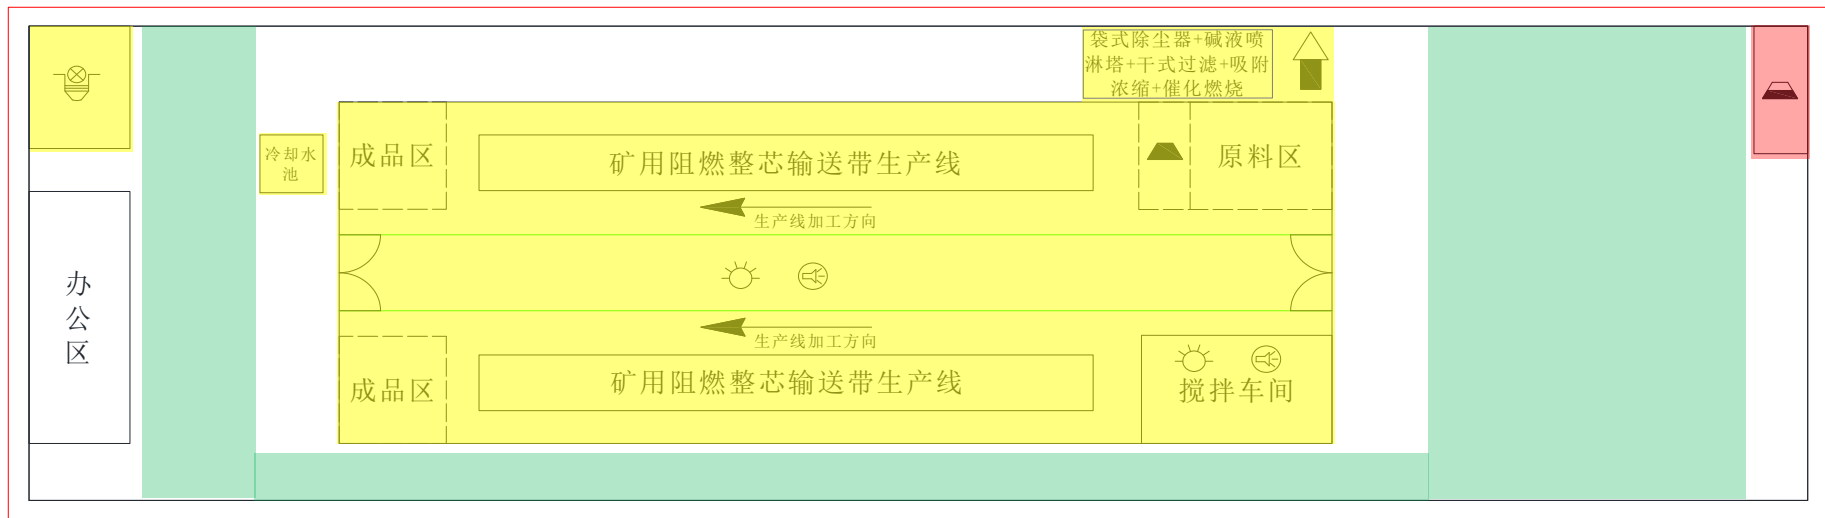 袋式除尘器+碱液喷
淋塔+干式过滤+吸附
浓缩+催化燃烧
冷却水
池
成品区
矿用阻燃整芯输送带生产线
原料区
生产线加工方向
办
公
区
生产线加工方向
成品区
矿用阻燃整芯输送带生产线
搅拌车间